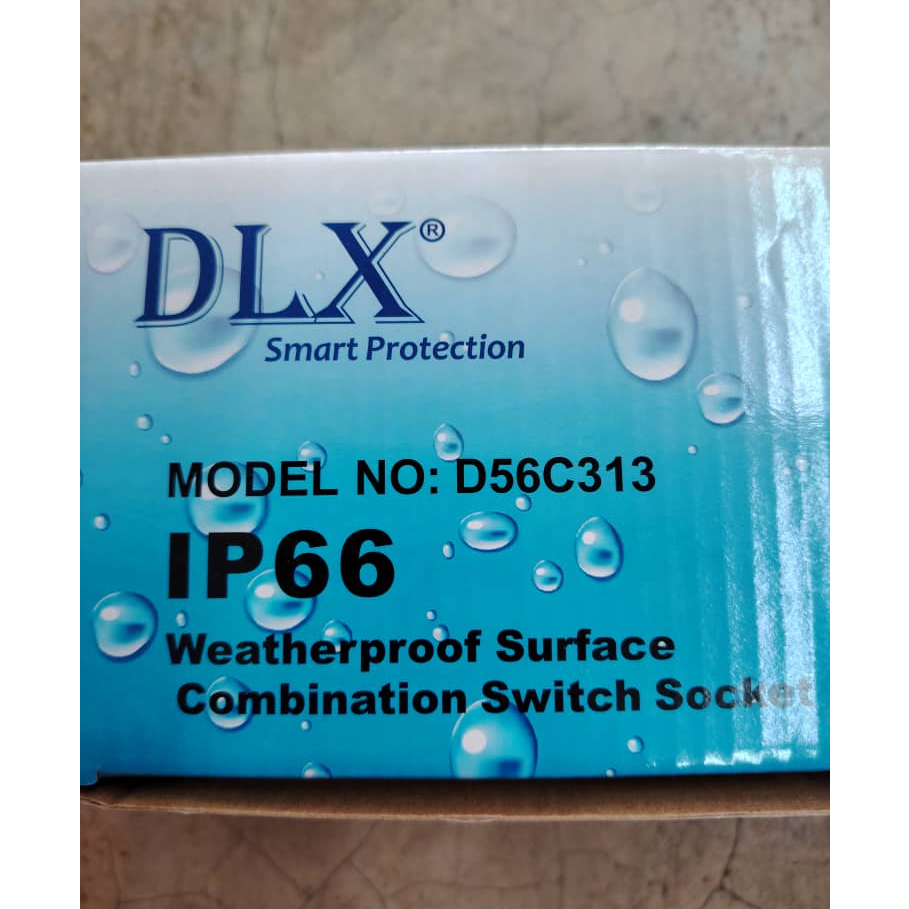 DLX®
Smart Protection
MODEL NO: D56C313
IP66
Weatherproof Surface
Combination Switch Socket